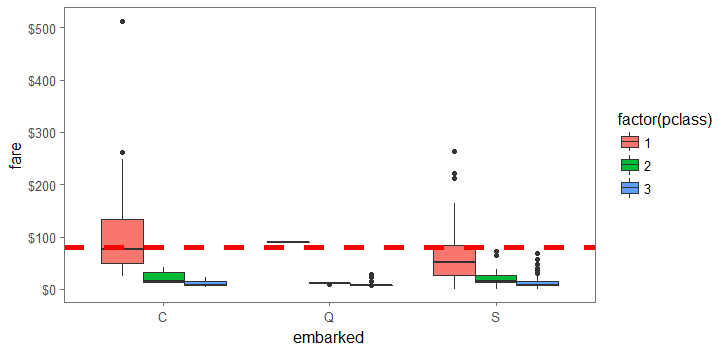 $500
$400
$300
$200
$100
$0
fare
C
Q
S
embarked
factor(pclass)
1
2
3